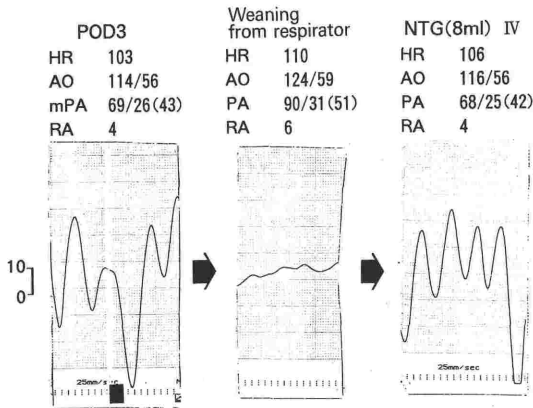 POD3
HR 103
AO 114/56
mPA 69/26(43)
RA 4
Weaning
from respirator
HR 110
AO 124/59
PA 90/31(51)
RA 6
NTG(8ml) IV
HR 106
AO 116/56
PA 68/25(42)
RA 4
10
0
25mm/sec
25mm/sec